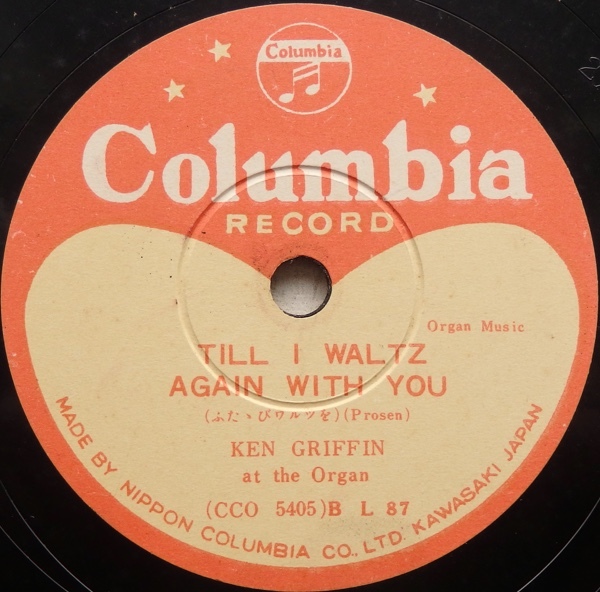 Columbia
Columbia
RECORD
Organ Music
TILL I WALTZ
AGAIN WITH YOU
(ふたゝびワルツを)(Prosen)
KEN GRIFFIN
at the Organ
(CCO 5405)B L 87
MADE BY NIPPON COLUMBIA CO., LTD. KAWASAKI JAPAN